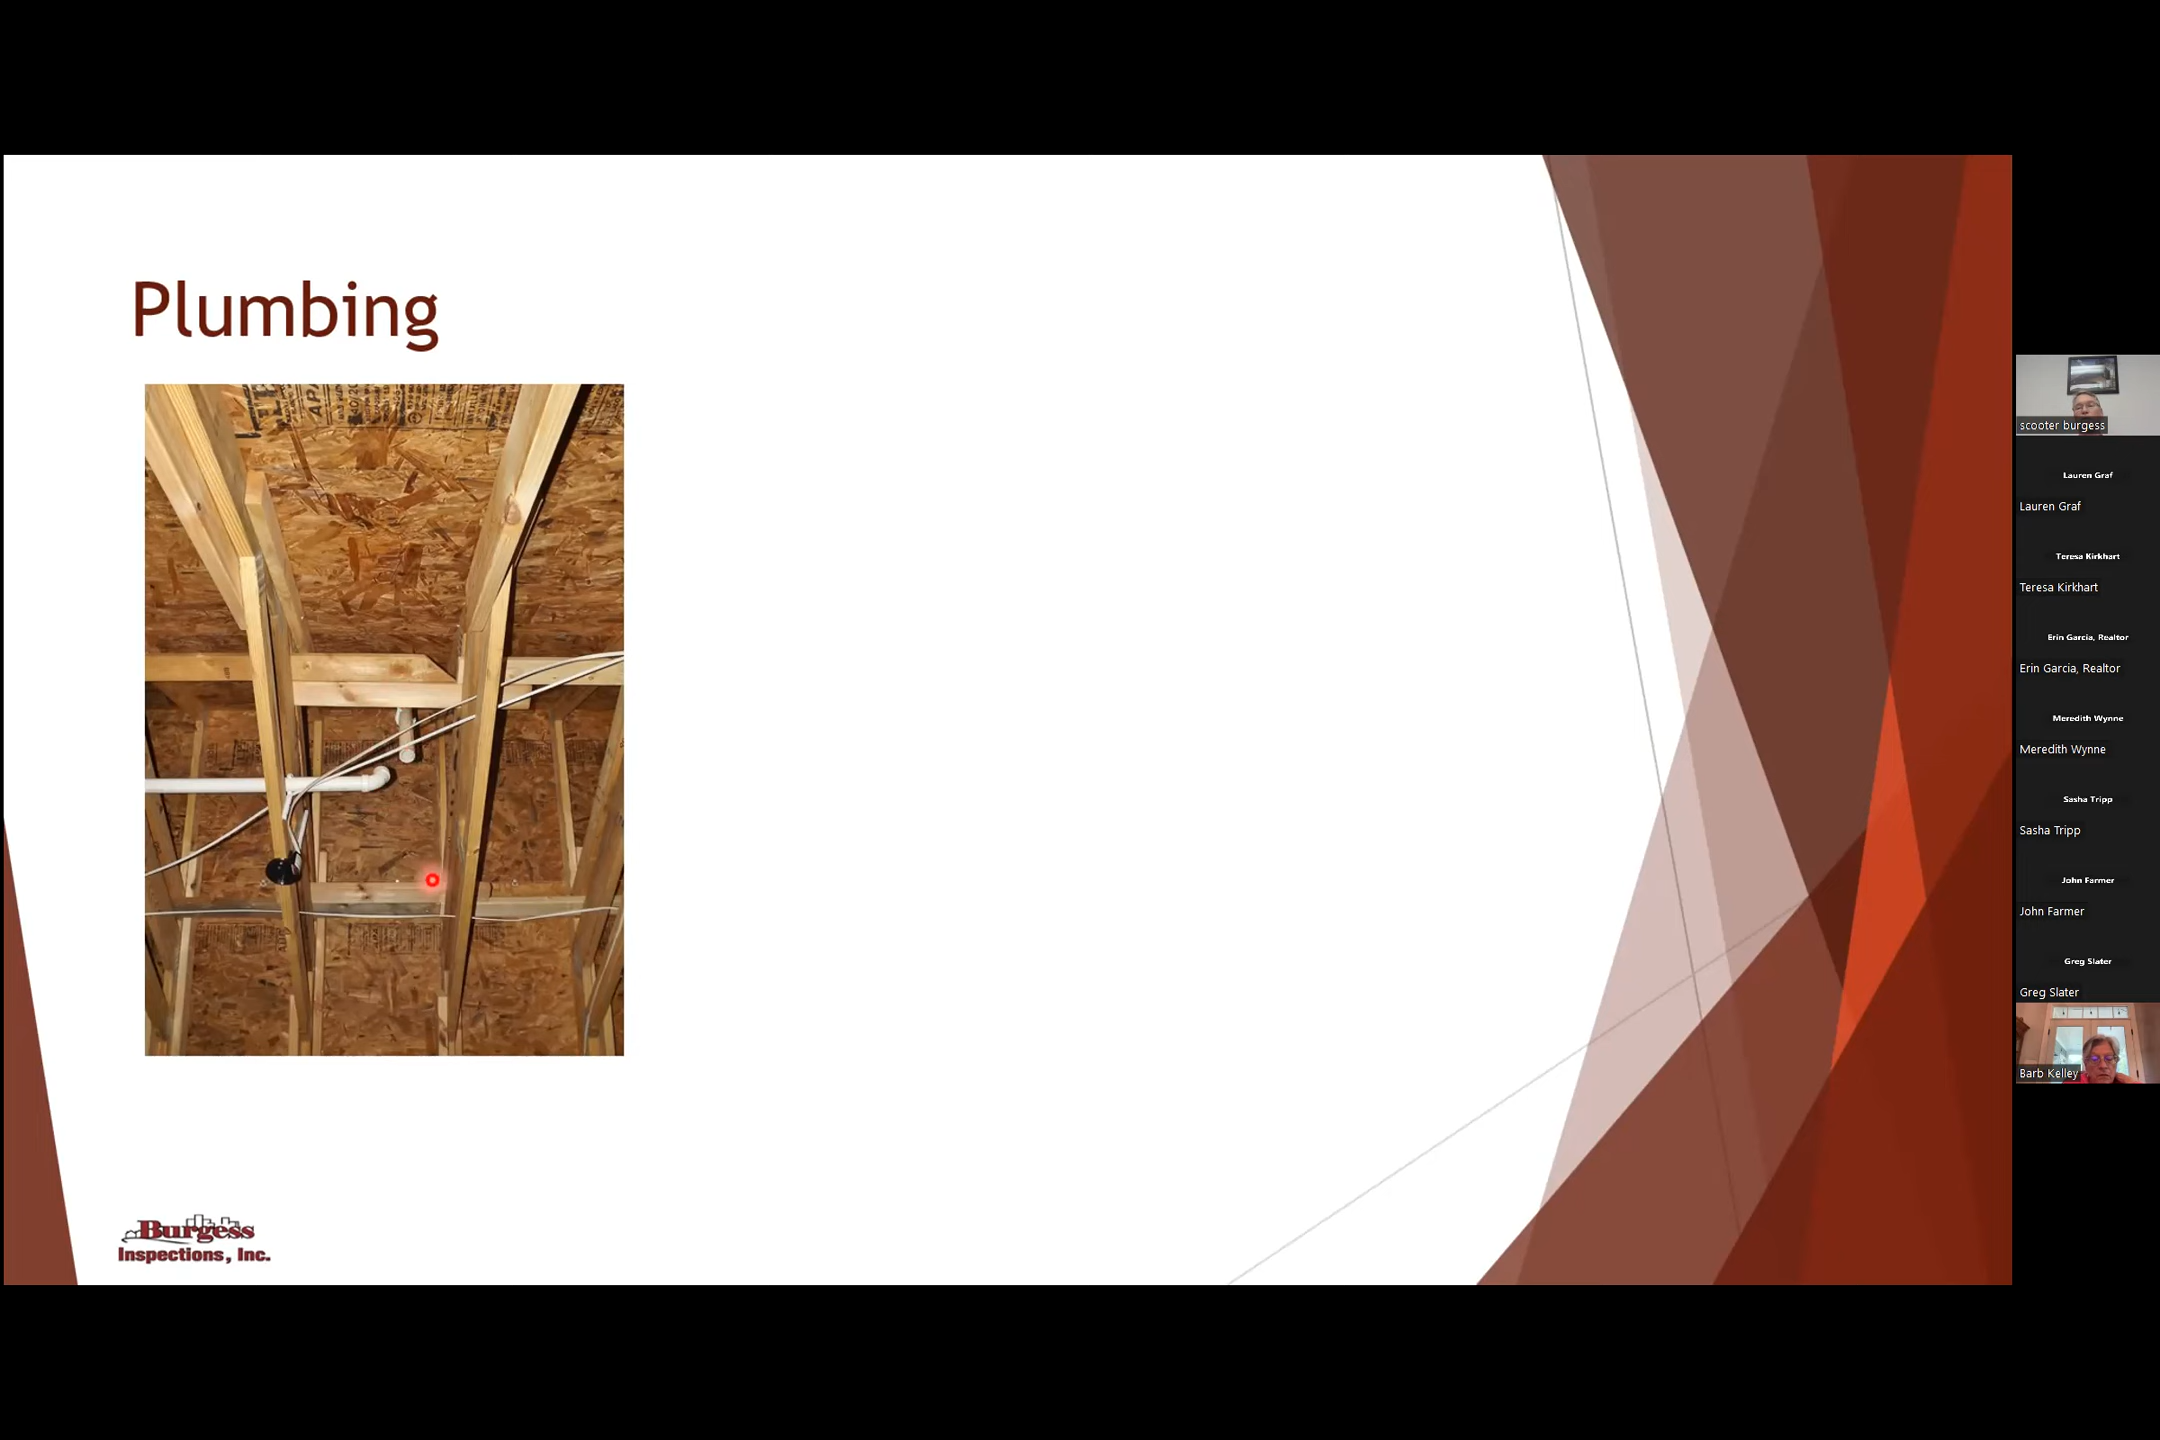 Plumbing
Burgess
Inspections, Inc.
scooter burgess
Lauren Graf
Lauren Graf
Teresa Kirkhart
Teresa Kirkhart
Erin Garcia, Realtor
Erin Garcia, Realtor
Meredith Wynne
Meredith Wynne
Sasha Tripp
Sasha Tripp
John Farmer
John Farmer
Greg Slater
Greg Slater
Barb Kelley